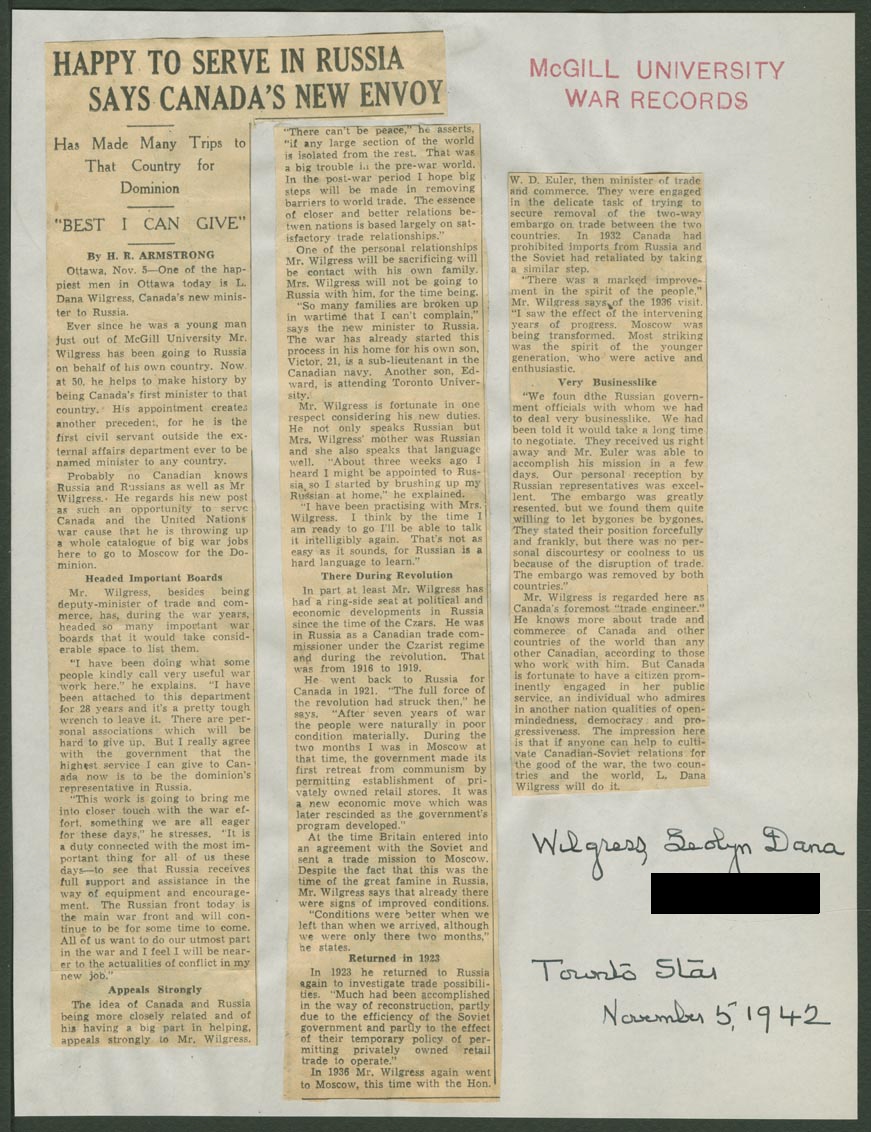 HAPPY TO SERVE IN RUSSIA
SAYS CANADA'S NEW ENVOY
Has Made Many Trips to
That Country for
Dominion
"BEST I CAN GIVE"
By H. R. ARMSTRONG
Ottawa, Nov. 5—One of the hap-
piest men in Ottawa today is L.
Dana Wilgress, Canada's new minis-
ter to Russia.
Ever since he was a young man
just out of McGill University Mr.
Wilgress has been going to Russia
on behalf of his own country. Now
at 50, he helps to make history by
being Canada's first minister to that
country. His appointment creates
another precedent, for he is the
first civil servant outside the ex-
ternal affairs department ever to be
named minister to any country.
Probably no Canadian knows
Russia and Russians as well as Mr.
Wilgress. He regards his new post
as such an opportunity to serve
Canada and the United Nations'
war cause that he is throwing up
a whole catalogue of big war jobs
here to go to Moscow for the Do-
minion.
Headed Important Boards
Mr. Wilgress, besides being
deputy-minister of trade and com-
merce, has, during the war years,
headed so many important war
boards that it would take consid-
erable space to list them.
"I have been doing what some
people kindly call very useful war
work here," he explains. "I have
been attached to this department
for 28 years and it's a pretty tough
wrench to leave it. There are per-
sonal associations which will be
hard to give up. But I really agree
with the government that the
highest service I can give to Can-
ada now is to be the dominion's
representative in Russia.
"This work is going to bring me
into closer touch with the war ef-
fort, something we are all eager
for these days," he stresses. "It is
a duty connected with the most im-
portant thing for all of us these
days—to see that Russia receives
full support and assistance in the
way of equipment and encourage-
ment. The Russian front today is
the main war front and will con-
tinue to be for some time to come.
All of us want to do our utmost part
in the war and I feel I will be near-
er to the actualities of conflict in my
new job."
Appeals Strongly
The idea of Canada and Russia
being more closely related and of
his having a big part in helping,
appeals strongly to Mr. Wilgress.
"There can't be peace," he asserts,
"if any large section of the world
is isolated from the rest. That was
a big trouble in the pre-war world.
In the post-war period I hope big
steps will be made in removing
barriers to world trade. The essence
of closer and better relations be-
twen nations is based largely on sat-
isfactory trade relationships."
One of the personal relationships
Mr. Wilgress will be sacrificing will
be contact with his own family.
Mrs. Wilgress will not be going to
Russia with him, for the time being.
"So many families are broken up
in wartime that I can't complain,"
says the new minister to Russia.
The war has already started this
process in his home for his own son,
Victor, 21, is a sub-lieutenant in the
Canadian navy. Another son, Ed-
ward, is attending Toronto Univer-
sity.
Mr. Wilgress is fortunate in one
respect considering his new duties.
He not only speaks Russian but
Mrs. Wilgress' mother was Russian
and she also speaks that language
well. "About three weeks ago I
heard I might be appointed to Rus-
sia, so I started by brushing up my
Russian at home," he explained.
"I have been practising with Mrs.
Wilgress. I think by the time I
am ready to go I'll be able to talk
it intelligibly again. That's not as
easy as it sounds, for Russian is a
hard language to learn."
There During Revolution
In part at least Mr. Wilgress has
had a ring-side seat at political and
economic developments in Russia
since the time of the Czars. He was
in Russia as a Canadian trade com-
missioner under the Czarist regime
and during the revolution. That
was from 1916 to 1919.
He went back to Russia for
Canada in 1921. "The full force of
the revolution had struck then," he
says. "After seven years of war
the people were naturally in poor
condition materially. During the
two months I was in Moscow at
that time, the government made its
first retreat from communism by
permitting establishment of pri-
vately owned retail stores. It was
a new economic move which was
later rescinded as the government's
program developed."
At the time Britain entered into
an agreement with the Soviet and
sent a trade mission to Moscow.
Despite the fact that this was the
time of the great famine in Russia,
Mr. Wilgress says that already there
were signs of improved conditions.
"Conditions were better when we
left than when we arrived, although
we were only there two months,"
he states.
Returned in 1923
In 1923 he returned to Russia
again to investigate trade possibili-
ties. "Much had been accomplished
in the way of reconstruction, partly
due to the efficiency of the Soviet
government and partly to the effect
of their temporary policy of per-
mitting privately owned retail
trade to operate."
In 1936 Mr. Wilgress again went
to Moscow, this time with the Hon.
McGILL UNIVERSITY
WAR RECORDS
W. D. Euler, then minister of trade
and commerce. They were engaged
in the delicate task of trying to
secure removal of the two-way
embargo on trade between the two
countries. In 1932 Canada had
prohibited imports from Russia and
the Soviet had retaliated by taking
a similar step.
"There was a marked improve-
ment in the spirit of the people,"
Mr. Wilgress says of the 1936 visit.
"I saw the effect of the intervening
years of progress. Moscow was
being transformed. Most striking
was the spirit of the younger
generation, who were active and
enthusiastic.
Very Businesslike
"We foun dthe Russian govern-
ment officials with whom we had
to deal very businesslike. We had
been told it would take a long time
to negotiate. They received us right
away and Mr. Euler was able to
accomplish his mission in a few
days. Our personal reception by
Russian representatives was excel-
lent. The embargo was greatly
resented, but we found them quite
willing to let bygones be bygones.
They stated their position forcefully
and frankly, but there was no per-
sonal discourtesy or coolness to us
because of the disruption of trade.
The embargo was removed by both
countries."
Mr. Wilgress is regarded here as
Canada's foremost "trade engineer."
He knows more about trade and
commerce of Canada and other
countries of the world than any
other Canadian, according to those
who work with him. But Canada
is fortunate to have a citizen prom-
inently engaged in her public
service, an individual who admires
in another nation qualities of open-
mindedness, democracy and pro-
gressiveness. The impression here
is that if anyone can help to culti-
vate Canadian-Soviet relations for
the good of the war, the two coun-
tries and the world, L. Dana
Wilgress will do it.
Wilgress, Leolyn Dana
Toronto Star
November 5, 1942